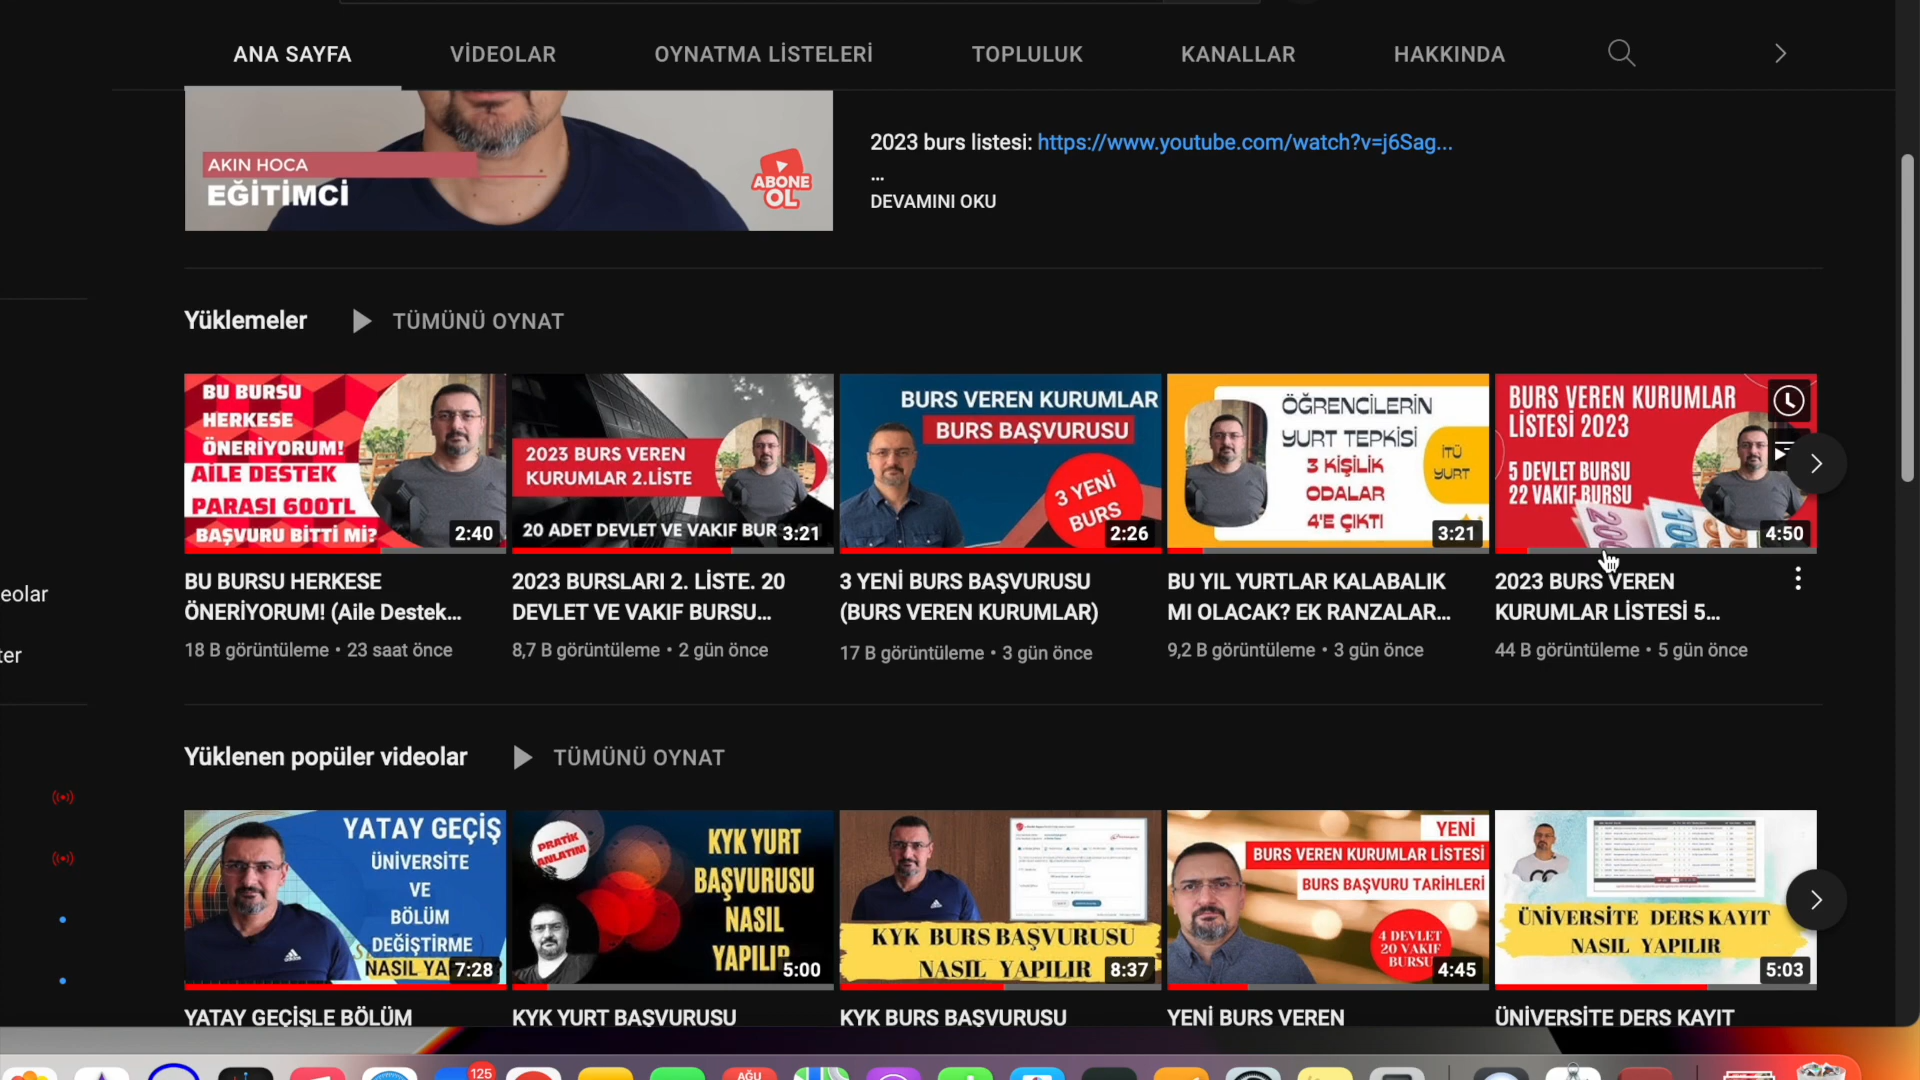 ANA SAYFA VİDEOLAR OYNATMA LİSTELERİ TOPLULUK KANALLAR HAKKINDA
AKIN HOCA
EĞİTİMCİ
ABONE
OL
2023 burs listesi: https://www.youtube.com/watch?v=j6Sag...
...
DEVAMINI OKU
Yüklemeler TÜMÜNÜ OYNAT
BU BURSU
HERKESE
ÖNERİYORUM!
AİLE DESTEK
PARASI 600TL
BAŞVURU BİTTİ Mİ?
2:40
2023 BURS VEREN
KURUMLAR 2.LİSTE
20 ADET DEVLET VE VAKIF BUR
3:21
BURS VEREN KURUMLAR
BURS BAŞVURUSU
3 YENİ
BURS
2:26
ÖĞRENCİLERİN
YURT TEPKİSİ
3 KİŞİLİK
ODALAR
4'E ÇIKTI
İTÜ
YURT
3:21
BURS VEREN KURUMLAR
LİSTESİ 2023
5 DEVLET BURSU
22 VAKIF BURSU
4:50
BU BURSU HERKESE
ÖNERİYORUM! (Aile Destek...
18 B görüntüleme • 23 saat önce
2023 BURSLARI 2. LİSTE. 20
DEVLET VE VAKIF BURSU...
8,7 B görüntüleme • 2 gün önce
3 YENİ BURS BAŞVURUSU
(BURS VEREN KURUMLAR)
17 B görüntüleme • 3 gün önce
BU YIL YURTLAR KALABALIK
MI OLACAK? EK RANZALAR...
9,2 B görüntüleme • 3 gün önce
2023 BURS VEREN
KURUMLAR LİSTESİ 5...
44 B görüntüleme • 5 gün önce
eolar
ter
Yüklenen popüler videolar TÜMÜNÜ OYNAT
YATAY GEÇİŞ
ÜNİVERSİTE
VE
BÖLÜM
DEĞİŞTİRME
NASIL YA
7:28
PRATİK
ANLATIM
KYK YURT
BAŞVURUSU
NASIL
YAPILIR
5:00
KYK BURS BAŞVURUSU
NASIL YAPILIR
8:37
YENİ
BURS VEREN KURUMLAR LİSTESİ
BURS BAŞVURU TARİHLERİ
4 DEVLET
20 VAKIF
BURSU
4:45
ÜNİVERSİTE DERS KAYIT
NASIL YAPILIR
5:03
YATAY GEÇİŞLE BÖLÜM
KYK YURT BAŞVURUSU
KYK BURS BAŞVURUSU
YENİ BURS VEREN
ÜNİVERSİTE DERS KAYIT
125
AĞU